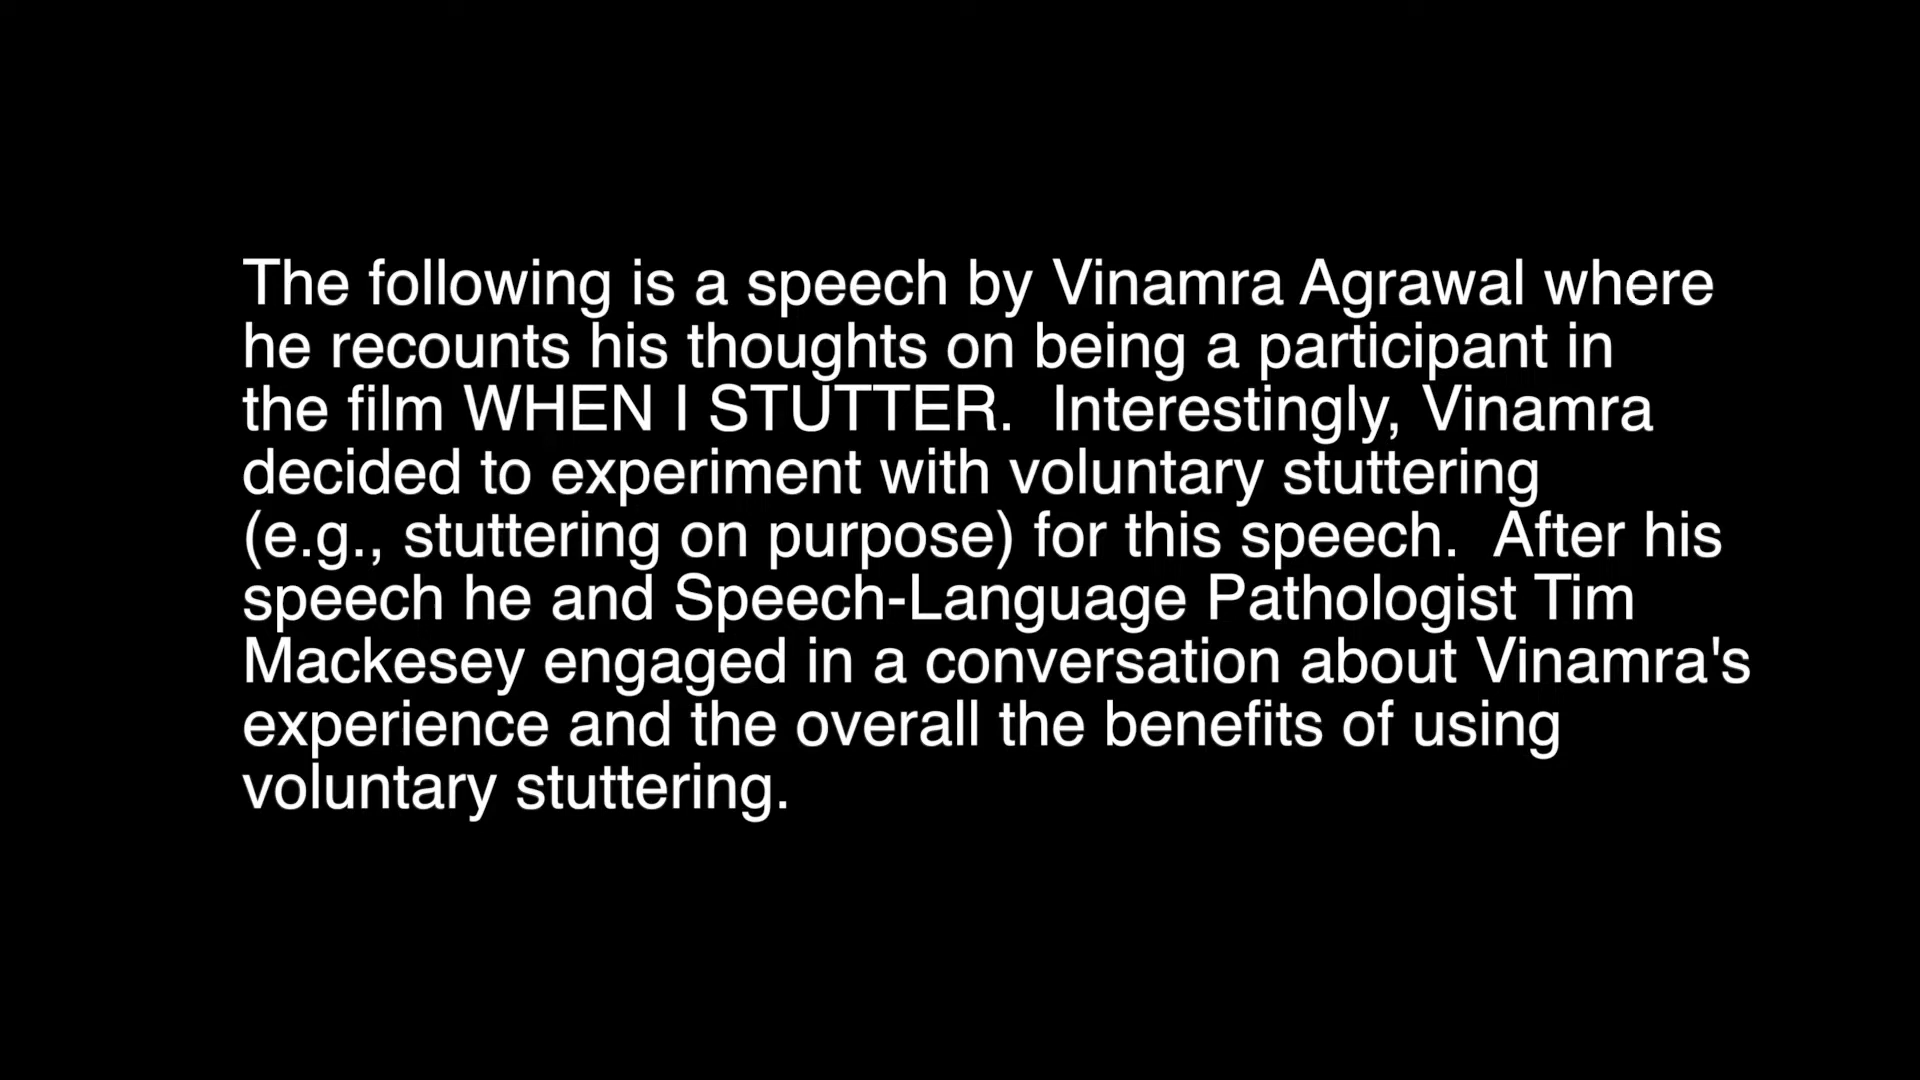 The following is a speech by Vinamra Agrawal where
he recounts his thoughts on being a participant in
the film WHEN I STUTTER.  Interestingly, Vinamra
decided to experiment with voluntary stuttering
(e.g., stuttering on purpose) for this speech.  After his
speech he and Speech-Language Pathologist Tim
Mackesey engaged in a conversation about Vinamra's
experience and the overall the benefits of using
voluntary stuttering.